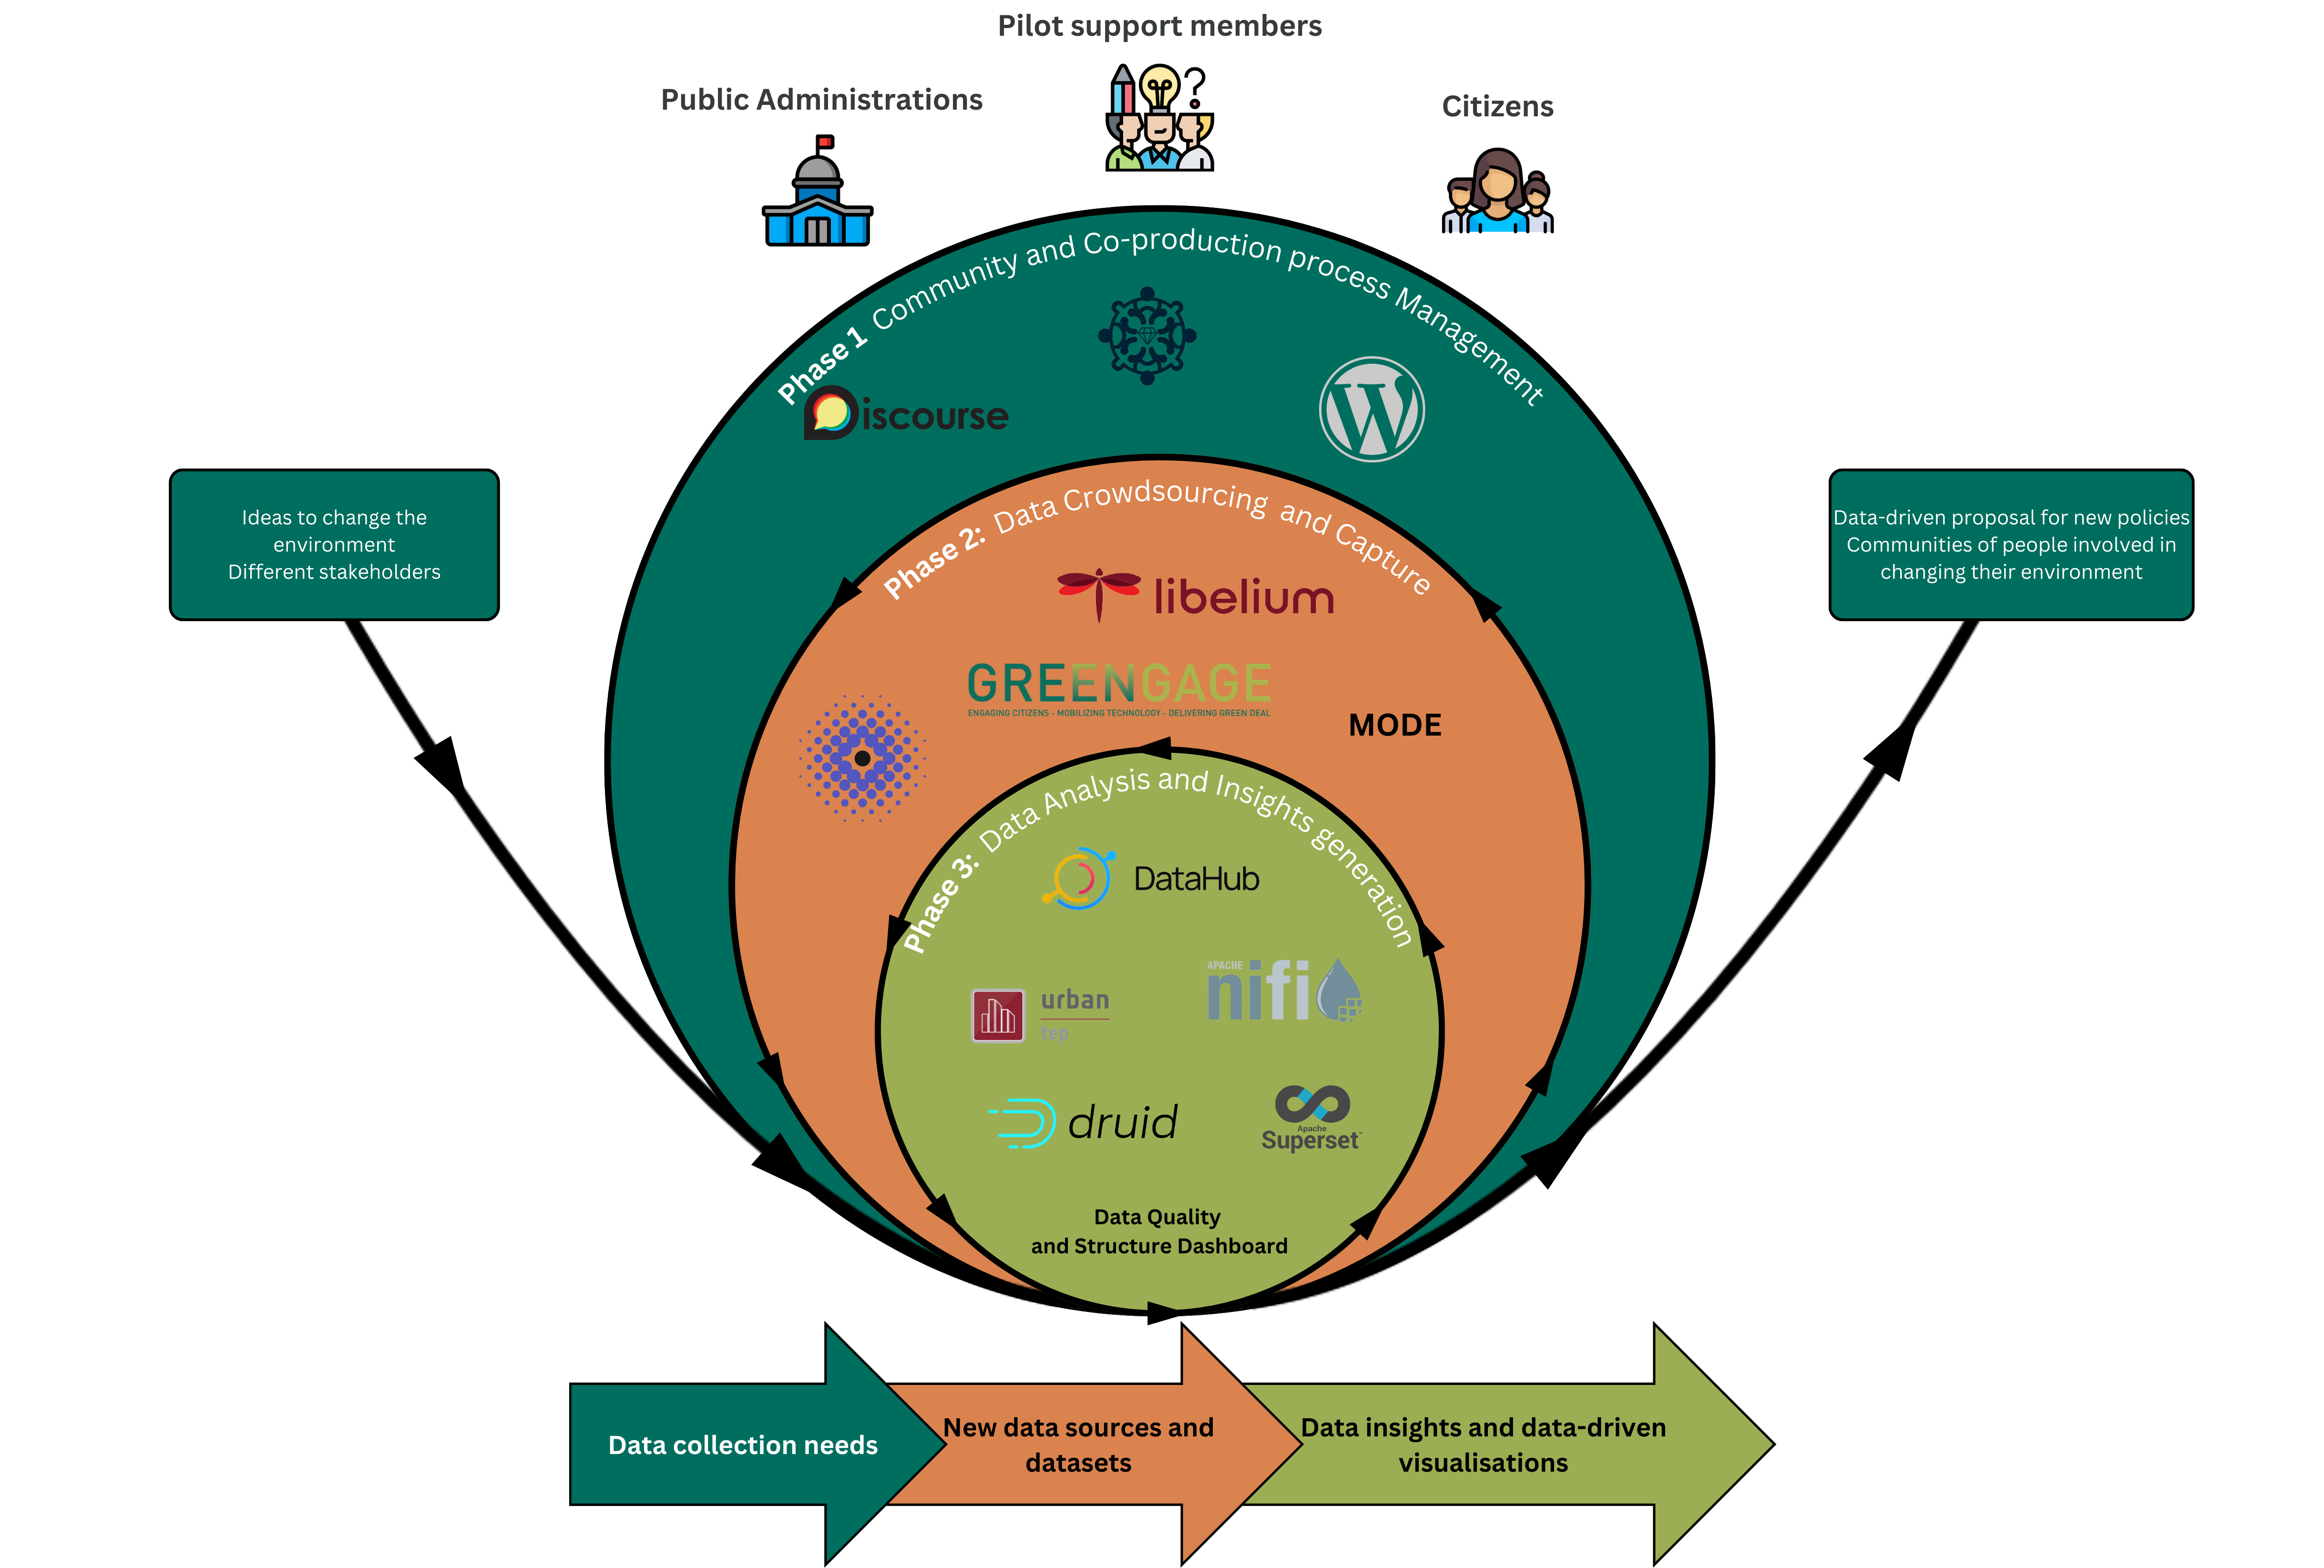 Pilot support members
Public Administrations
Citizens
Phase 1 Community and Co-production process Management
Discourse
W
Ideas to change the
environment
Different stakeholders
Data-driven proposal for new policies
Communities of people involved in
changing their environment
Phase 2: Data Crowdsourcing and Capture
libelium
GREENGAGE
ENGAGING CITIZENS - MOBILIZING TECHNOLOGY - DELIVERING GREEN DEAL
MODE
Phase 3: Data Analysis and Insights generation
DataHub
urban
tep
APACHE
nifi
druid
Apache
Superset™
Data Quality
and Structure Dashboard
Data collection needs
New data sources and
datasets
Data insights and data-driven
visualisations